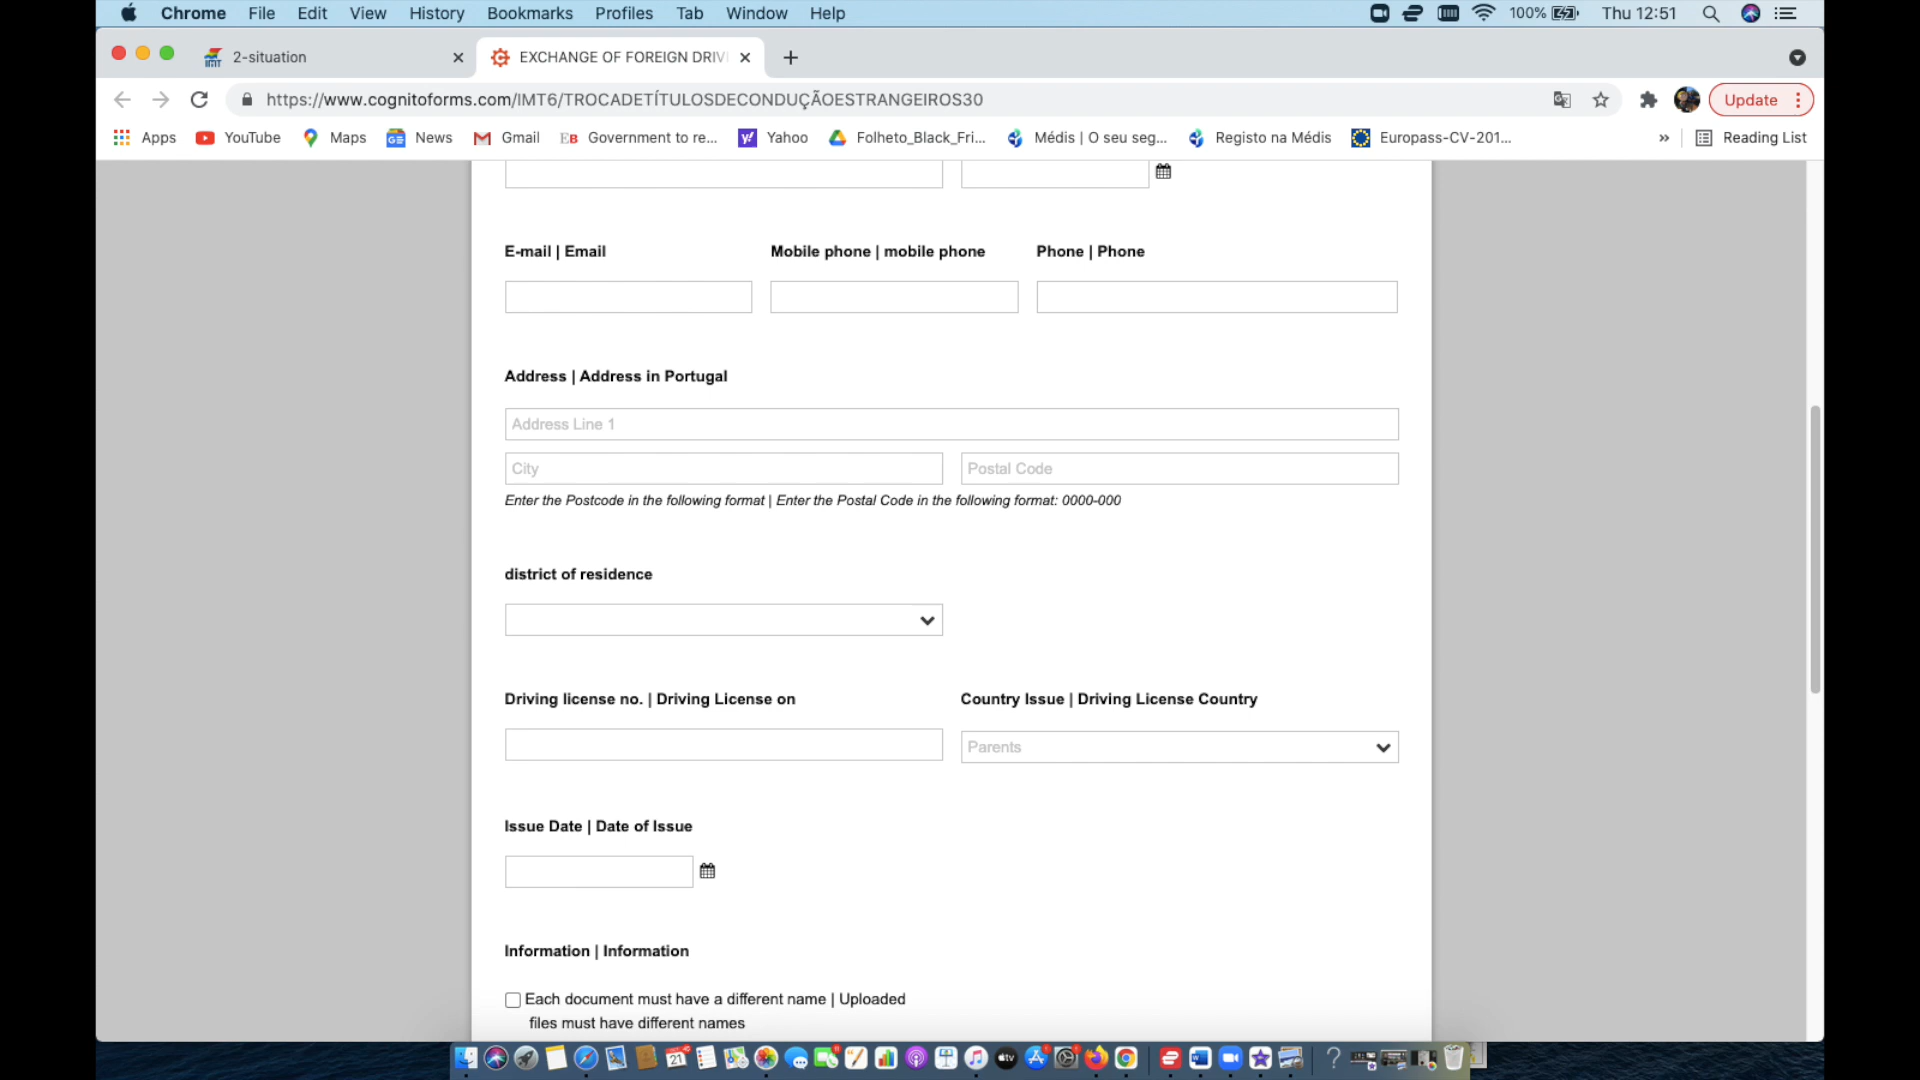 Chrome File Edit View History Bookmarks Profiles Tab Window Help 100% Thu 12:51
2-situation EXCHANGE OF FOREIGN DRIV
https://www.cognitoforms.com/IMT6/TROCADETÍTULOSDECONDUÇÃOESTRANGEIROS30 Update
Apps YouTube Maps News Gmail EB Government to re... Yahoo Folheto_Black_Fri... Médis | O seu seg... Registo na Médis Europass-CV-201... » Reading List
E-mail | Email Mobile phone | mobile phone Phone | Phone
Address | Address in Portugal
Address Line 1
City Postal Code
Enter the Postcode in the following format | Enter the Postal Code in the following format: 0000-000
district of residence
Driving license no. | Driving License on Country Issue | Driving License Country
Parents
Issue Date | Date of Issue
Information | Information
Each document must have a different name | Uploaded
files must have different names
21 tv